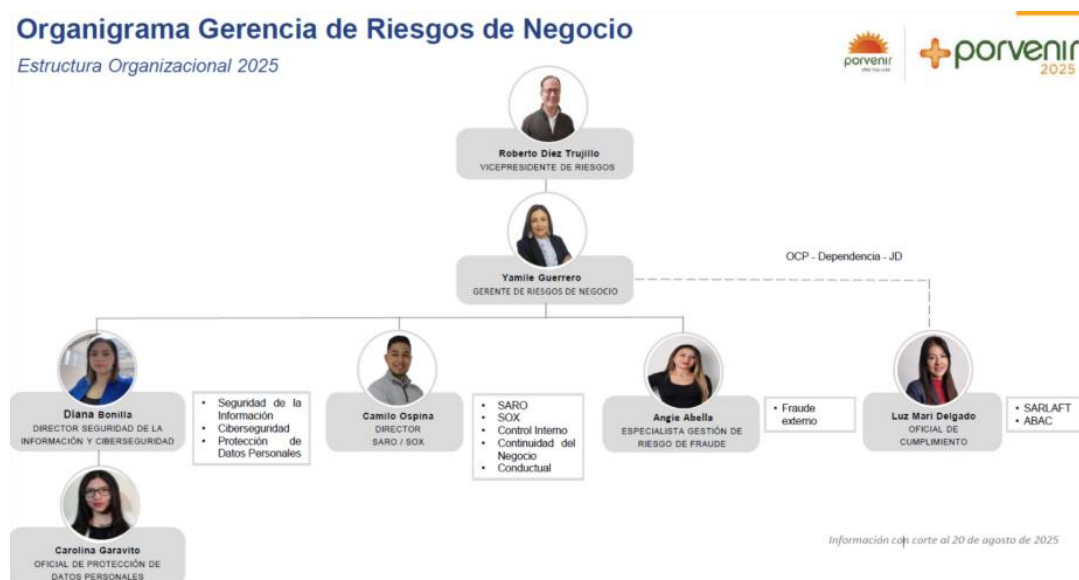 Organigrama Gerencia de Riesgos de Negocio
Estructura Organizacional 2025
porvenir
+porvenir
2025
Roberto Díez Trujillo
VICEPRESIDENTE DE RIESGOS
Yamile Guerrero
GERENTE DE RIESGOS DE NEGOCIO
OCP - Dependencia - JD
Diana Bonilla
DIRECTOR SEGURIDAD DE LA
INFORMACIÓN Y CIBERSEGURIDAD
• Seguridad de la
Información
• Ciberseguridad
• Protección de
Datos Personales
Camilo Ospina
DIRECTOR
SARO / SOX
• SARO
• SOX
• Control Interno
• Continuidad del
Negocio
• Conductual
Angie Abella
ESPECIALISTA GESTIÓN DE
RIESGO DE FRAUDE
• Fraude
externo
Luz Mari Delgado
OFICIAL DE
CUMPLIMIENTO
• SARLAFT
• ABAC
Carolina Garavito
OFICIAL DE PROTECCIÓN DE
DATOS PERSONALES
Información con corte al 20 de agosto de 2025